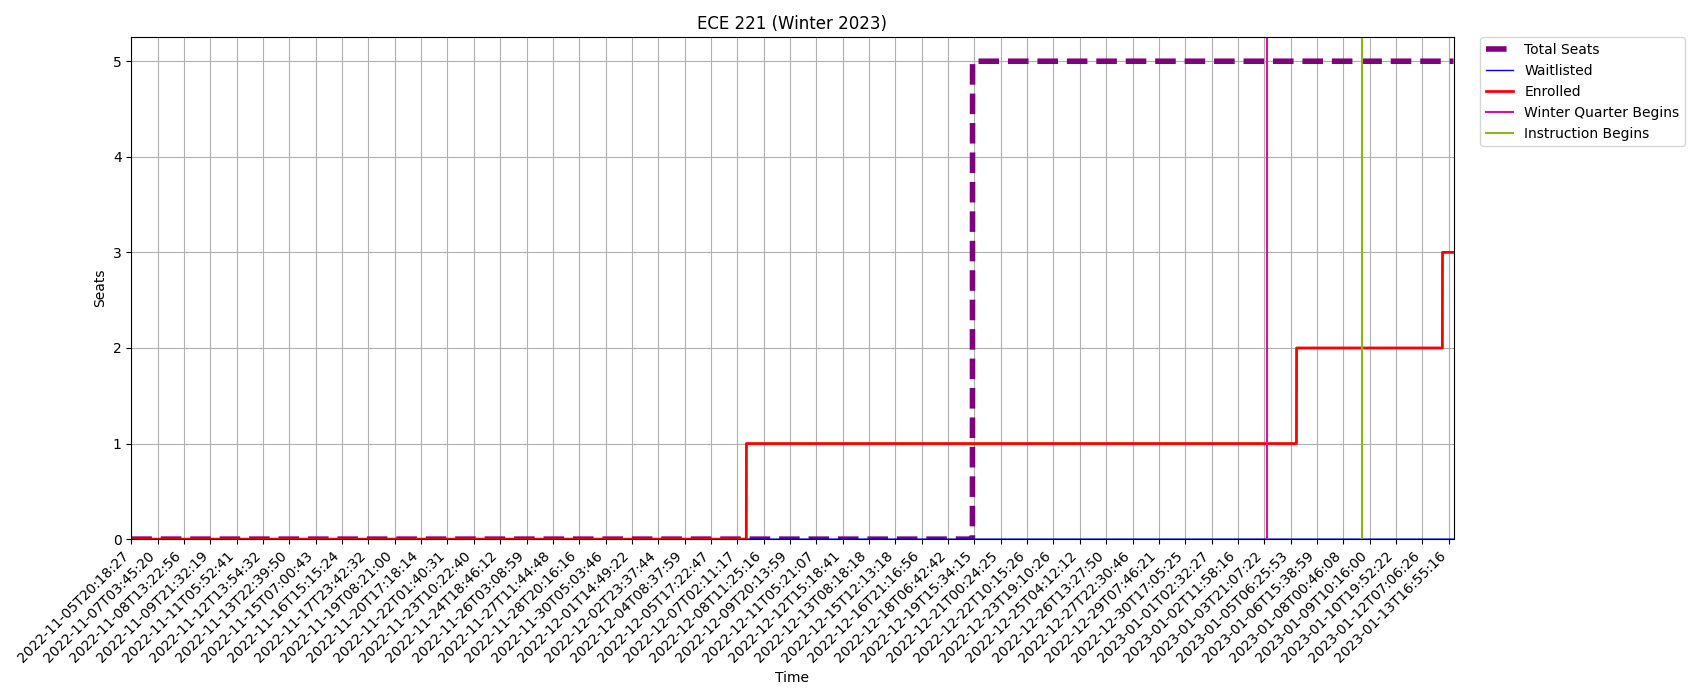 ECE 221 (Winter 2023)
Total Seats
Waitlisted
Enrolled
Winter Quarter Begins
Instruction Begins
Seats
5
4
3
2
1
0
2022-11-05T20:18:27
2022-11-07T03:45:20
2022-11-08T13:22:56
2022-11-09T21:32:19
2022-11-11T05:52:41
2022-11-12T13:54:32
2022-11-13T22:39:50
2022-11-15T07:00:43
2022-11-16T15:15:24
2022-11-17T23:42:32
2022-11-19T08:21:00
2022-11-20T17:18:14
2022-11-22T01:40:31
2022-11-23T10:22:40
2022-11-24T18:46:12
2022-11-26T03:08:59
2022-11-27T11:44:48
2022-11-28T20:16:16
2022-11-30T05:03:46
2022-12-01T14:49:22
2022-12-02T23:37:44
2022-12-04T08:37:59
2022-12-05T17:22:47
2022-12-07T02:11:17
2022-12-08T11:25:16
2022-12-09T20:13:59
2022-12-11T05:21:07
2022-12-12T15:18:41
2022-12-13T08:18:18
2022-12-15T12:13:18
2022-12-16T21:16:56
2022-12-18T06:42:42
2022-12-19T15:34:15
2022-12-21T00:24:25
2022-12-22T10:15:26
2022-12-23T19:10:26
2022-12-25T04:12:12
2022-12-26T13:27:50
2022-12-27T22:30:46
2022-12-29T07:46:21
2022-12-30T17:05:25
2023-01-01T02:32:27
2023-01-02T11:58:16
2023-01-03T21:07:22
2023-01-05T06:25:53
2023-01-06T15:38:59
2023-01-08T00:46:08
2023-01-09T10:16:00
2023-01-10T19:52:22
2023-01-12T07:06:26
2023-01-13T16:55:16
Time